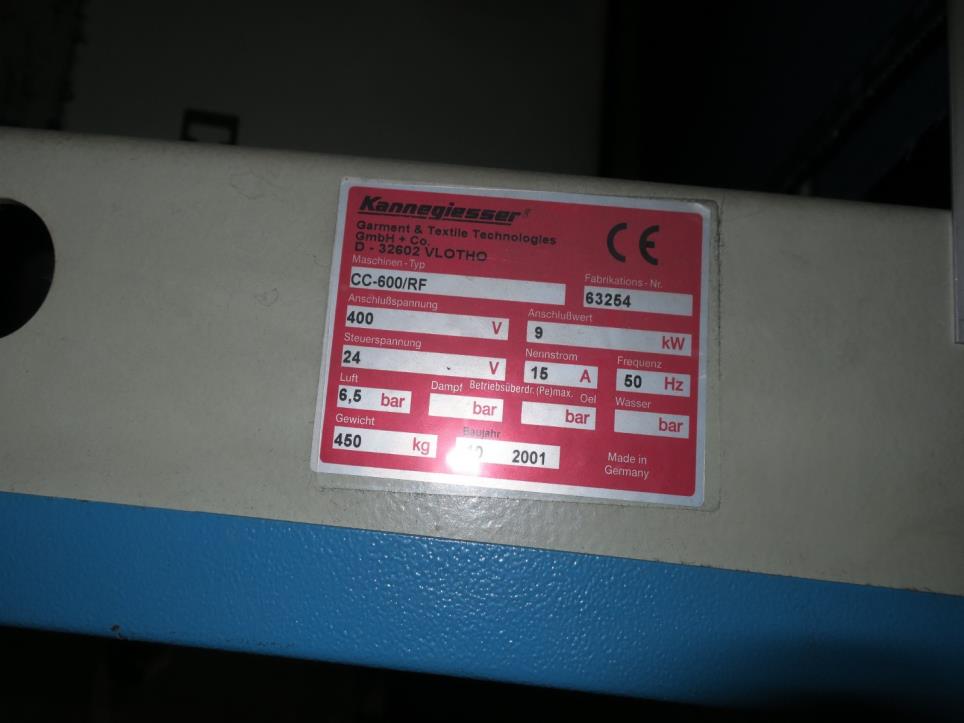 Kannegiesser
Garment & Textile Technologies
GmbH + Co.
D - 32602 VLOTHO
CE
Maschinen - Typ
CC-600/RF
Fabrikations - Nr.
63254
Anschlußspannung
400 V
Anschlußwert
9 kW
Steuerspannung
24 V
Nennstrom
15 A
Frequenz
50 Hz
Luft
6,5 bar
Dampf
bar
Betriebsüberdr.(Pe)max.
Oel
bar
Wasser
bar
Gewicht
450 kg
Baujahr
10 2001
Made in
Germany